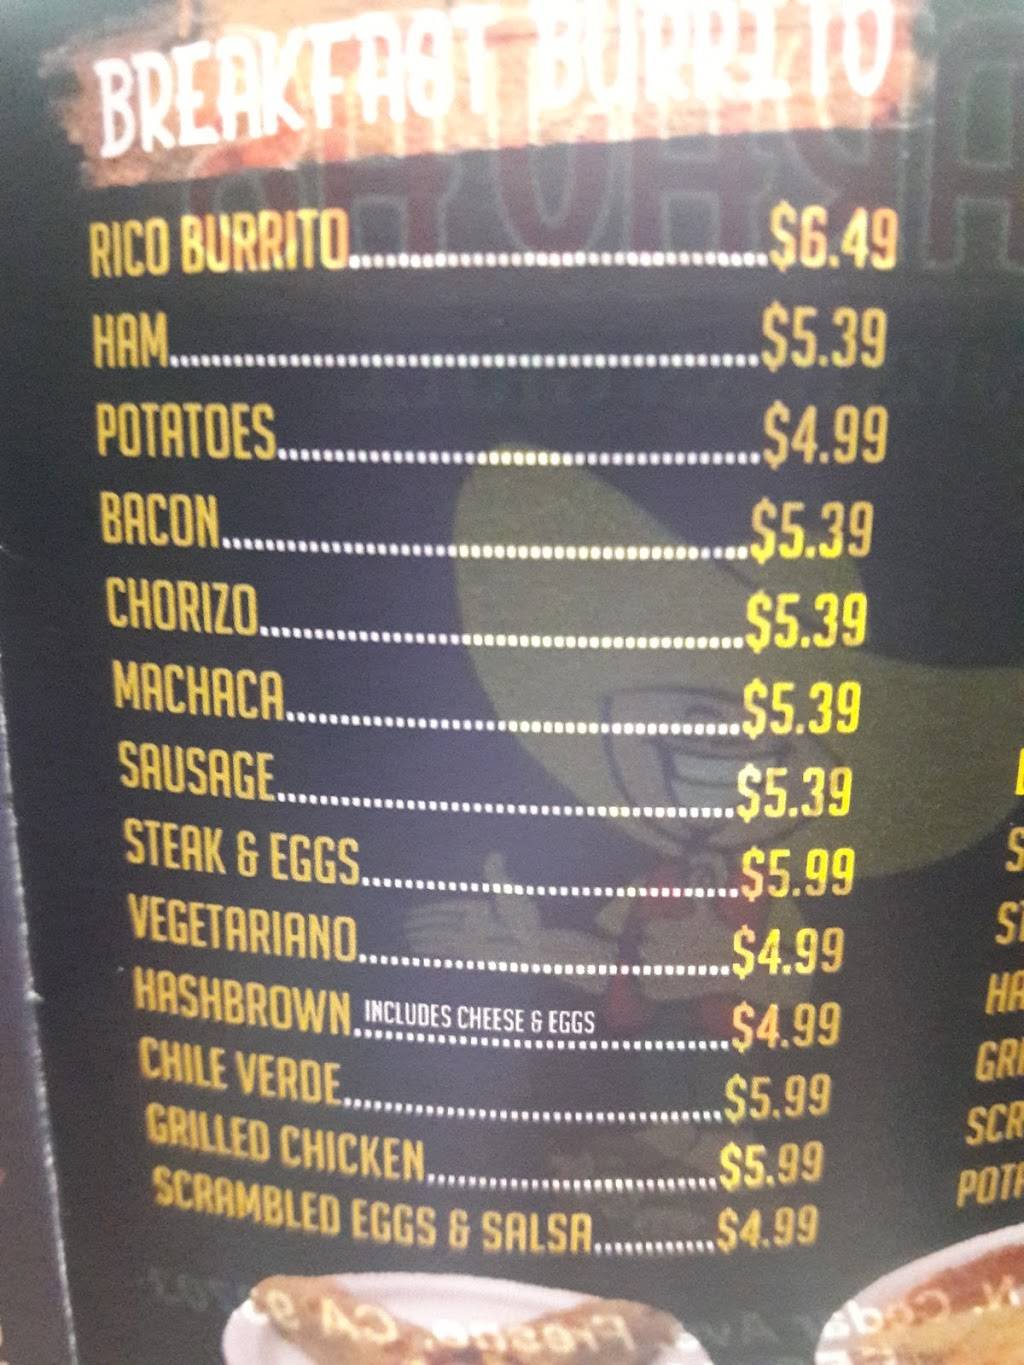 BREAKFAST BURRITO
RICO BURRITO.....$6.49
HAM.....$5.39
POTATOES.....$4.99
BACON.....$5.39
CHORIZO.....$5.39
MACHACA.....$5.39
SAUSAGE.....$5.39
STEAK & EGGS.....$5.99
VEGETARIANO.....$4.99
HASHBROWN INCLUDES CHEESE & EGGS.....$4.99
CHILE VERDE.....$5.99
GRILLED CHICKEN.....$5.99
SCRAMBLED EGGS & SALSA.....$4.99